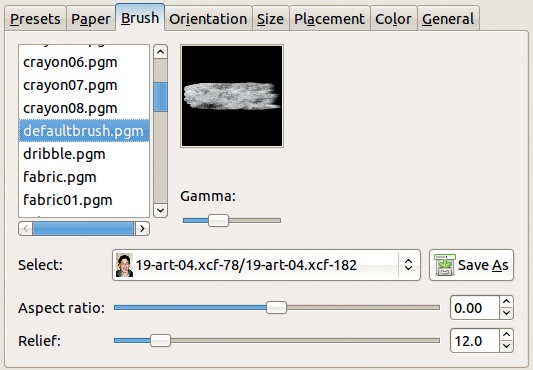 Presets Paper Brush Orientation Size Placement Color General
crayon06.pgm
crayon07.pgm
crayon08.pgm
defaultbrush.pgm
dribble.pgm
fabric.pgm
fabric01.pgm
Gamma:
Select: 19-art-04.xcf-78/19-art-04.xcf-182 Save As
Aspect ratio: 0.00
Relief: 12.0